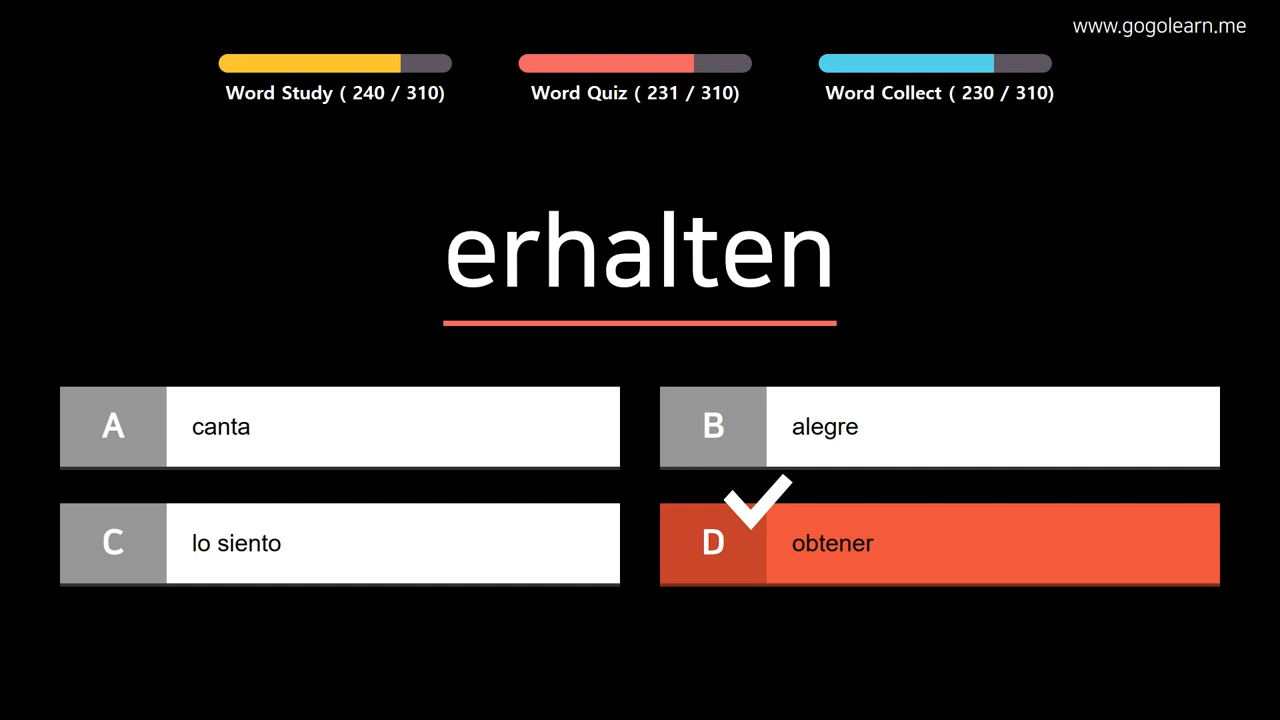 www.gogolearn.me
Word Study ( 240 / 310)
Word Quiz ( 231 / 310)
Word Collect ( 230 / 310)
erhalten
A canta
B alegre
C lo siento
D obtener